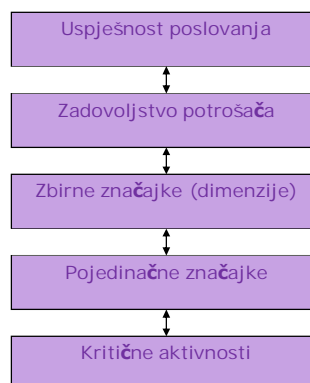 Uspješnost poslovanja
Zadovoljstvo potrošača
Zbirne značajke (dimenzije)
Pojedinačne značajke
Kritične aktivnosti